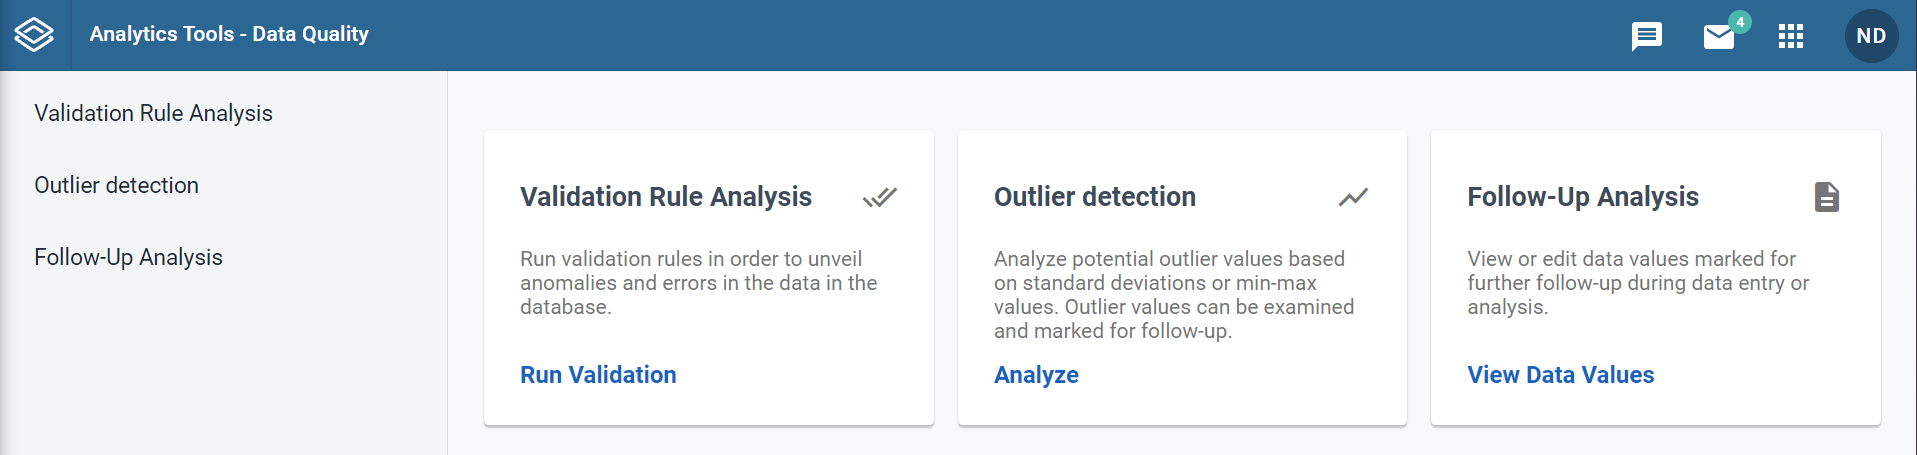 Analytics Tools - Data Quality
4
ND
Validation Rule Analysis
Outlier detection
Follow-Up Analysis
Validation Rule Analysis
Run validation rules in order to unveil
anomalies and errors in the data in the
database.
Run Validation
Outlier detection
Analyze potential outlier values based
on standard deviations or min-max
values. Outlier values can be examined
and marked for follow-up.
Analyze
Follow-Up Analysis
View or edit data values marked for
further follow-up during data entry or
analysis.
View Data Values